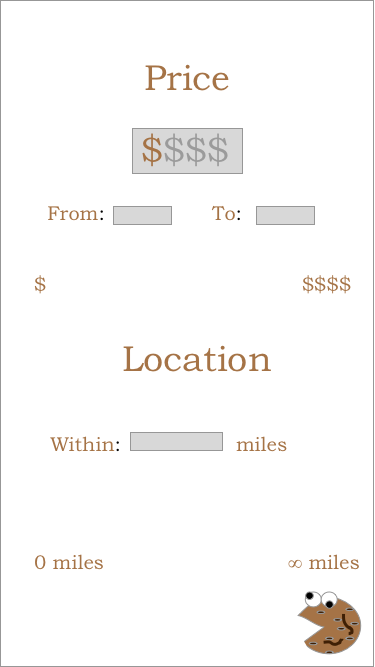 Price
$$$$
From: To:
$ $$$$
Location
Within: miles
0 miles ∞ miles